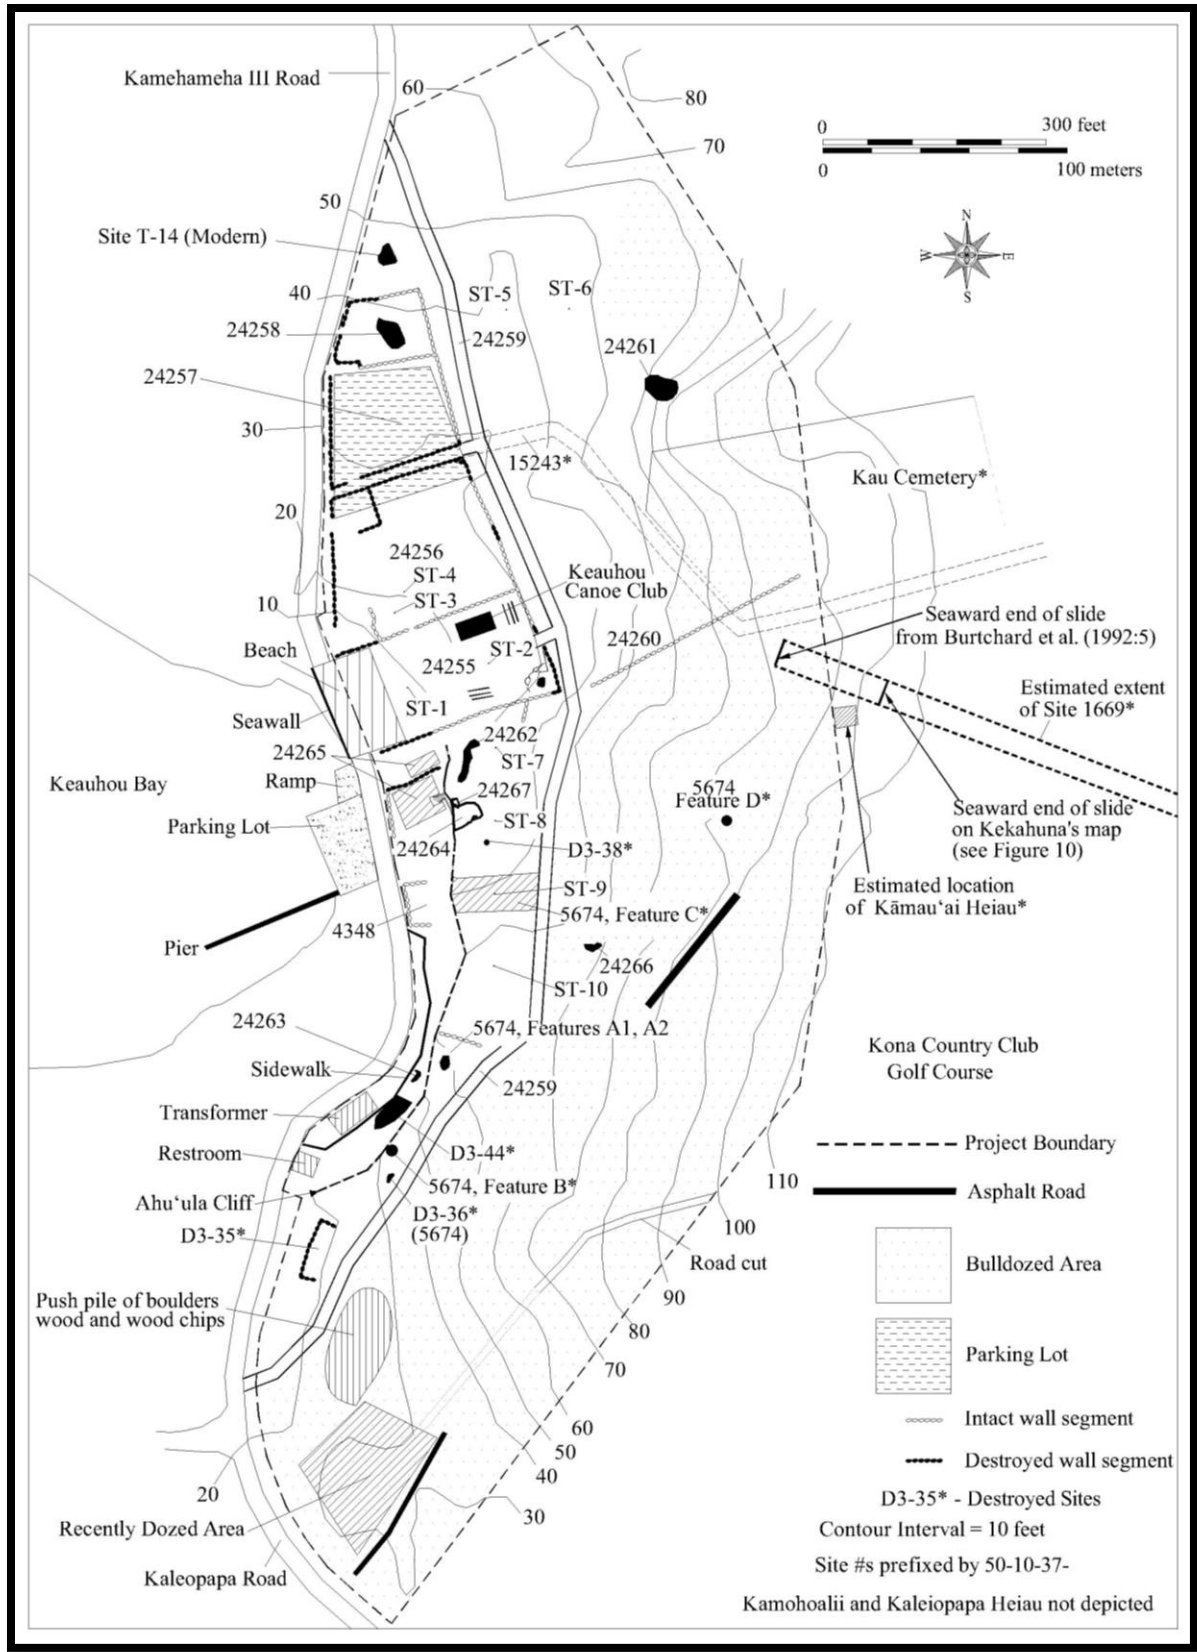 Kamehameha III Road
60
80
70
0
300 feet
0
100 meters
50
Site T-14 (Modern)
N
W
E
S
40
ST-5
ST-6
24258
24259
24261
24257
30
15243*
Kau Cemetery*
20
24256
ST-4
ST-3
Keauhou
Canoe Club
10
Beach
24260
ST-2
24255
Seaward end of slide
from Burtchard et al. (1992:5)
Estimated extent
of Site 1669*
ST-1
Seawall
24262
24265
Ramp
ST-7
Keauhou Bay
24267
5674
Feature D*
Parking Lot
ST-8
24264
D3-38*
Seaward end of slide
on Kekahuna's map
(see Figure 10)
ST-9
Estimated location
of Kāmau‘ai Heiau*
5674, Feature C*
4348
Pier
24266
ST-10
24263
5674, Features A1, A2
Sidewalk
24259
Kona Country Club
Golf Course
Transformer
Restroom
D3-44*
Project Boundary
Ahu‘ula Cliff
5674, Feature B*
110
Asphalt Road
D3-35*
D3-36*
(5674)
100
Road cut
Bulldozed Area
Push pile of boulders
wood and wood chips
90
80
70
Parking Lot
60
50
40
Intact wall segment
Destroyed wall segment
20
30
D3-35* - Destroyed Sites
Recently Dozed Area
Contour Interval = 10 feet
Kaleopapa Road
Site #s prefixed by 50-10-37-
Kamohoalii and Kaleiopapa Heiau not depicted